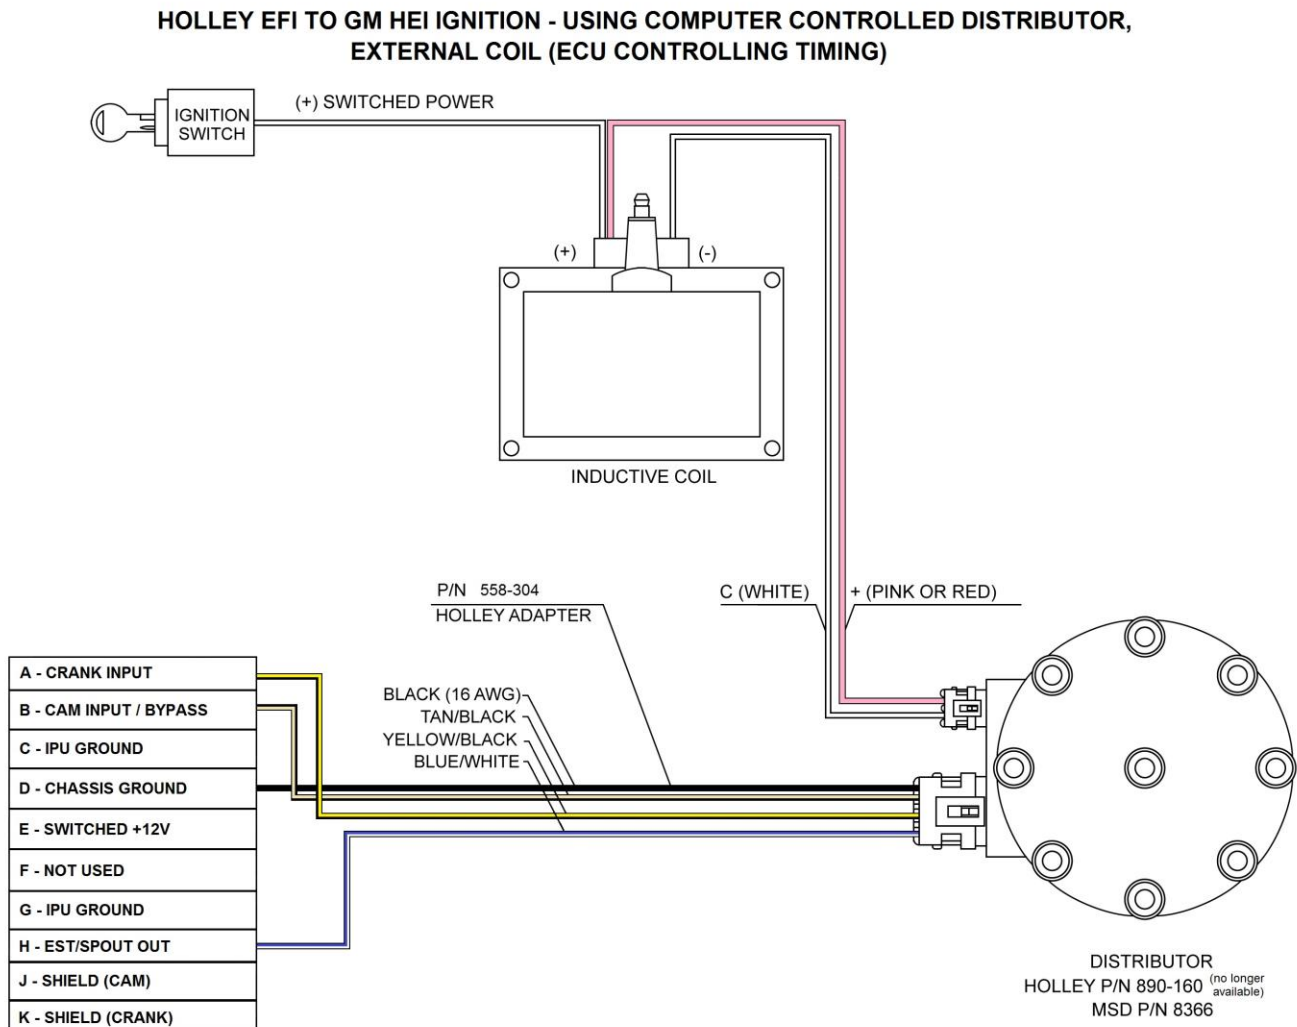 HOLLEY EFI TO GM HEI IGNITION - USING COMPUTER CONTROLLED DISTRIBUTOR,
EXTERNAL COIL (ECU CONTROLLING TIMING)
IGNITION
SWITCH
(+) SWITCHED POWER
(+)
(-)
INDUCTIVE COIL
P/N 558-304
HOLLEY ADAPTER
C (WHITE)
+ (PINK OR RED)
BLACK (16 AWG)
TAN/BLACK
YELLOW/BLACK
BLUE/WHITE
A - CRANK INPUT
B - CAM INPUT / BYPASS
C - IPU GROUND
D - CHASSIS GROUND
E - SWITCHED +12V
F - NOT USED
G - IPU GROUND
H - EST/SPOUT OUT
J - SHIELD (CAM)
K - SHIELD (CRANK)
DISTRIBUTOR
HOLLEY P/N 890-160 (no longer available)
MSD P/N 8366